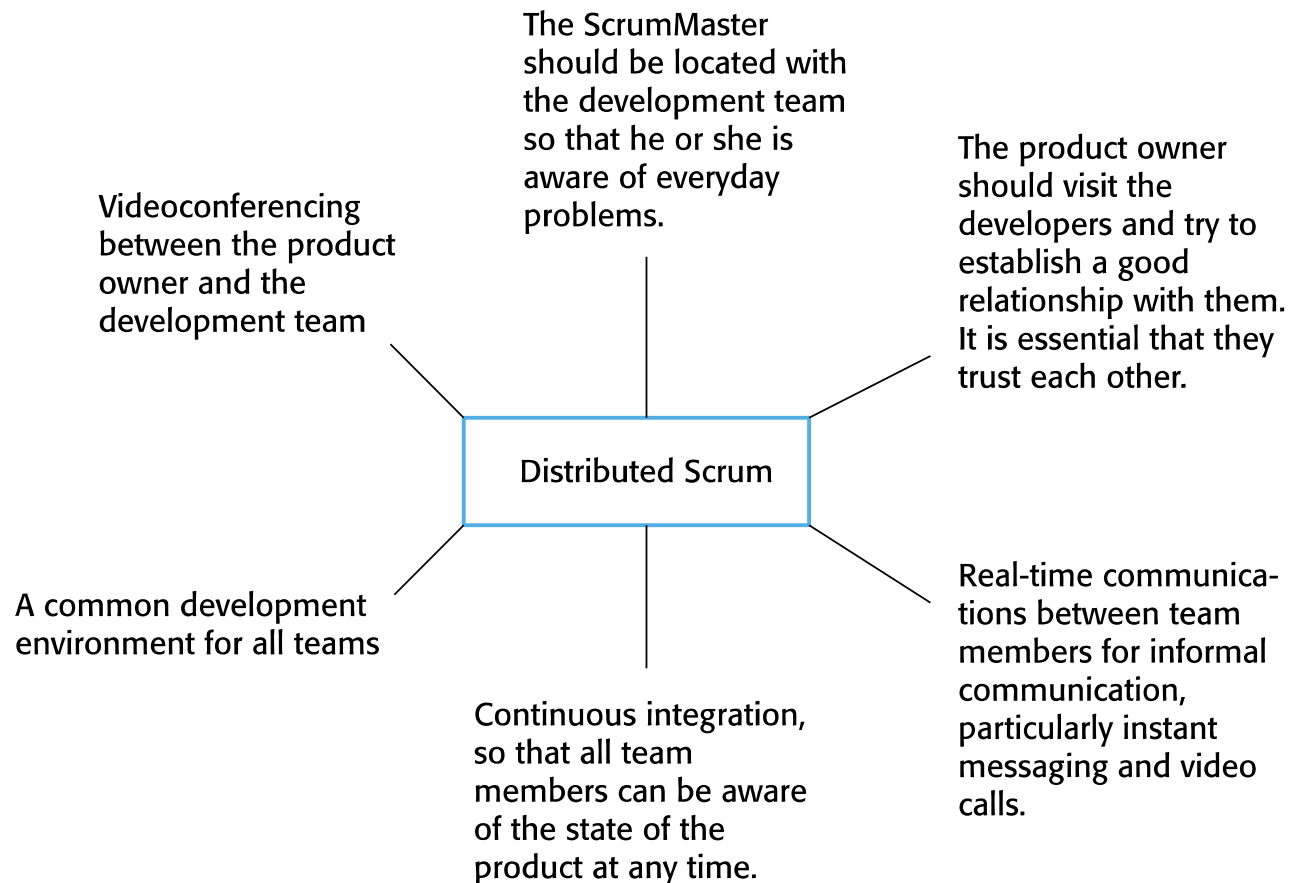 The ScrumMaster
should be located with
the development team
so that he or she is
aware of everyday
problems.
The product owner
should visit the
developers and try to
establish a good
relationship with them.
It is essential that they
trust each other.
Videoconferencing
between the product
owner and the
development team
Distributed Scrum
A common development
environment for all teams
Real-time communica-
tions between team
members for informal
communication,
particularly instant
messaging and video
calls.
Continuous integration,
so that all team
members can be aware
of the state of the
product at any time.